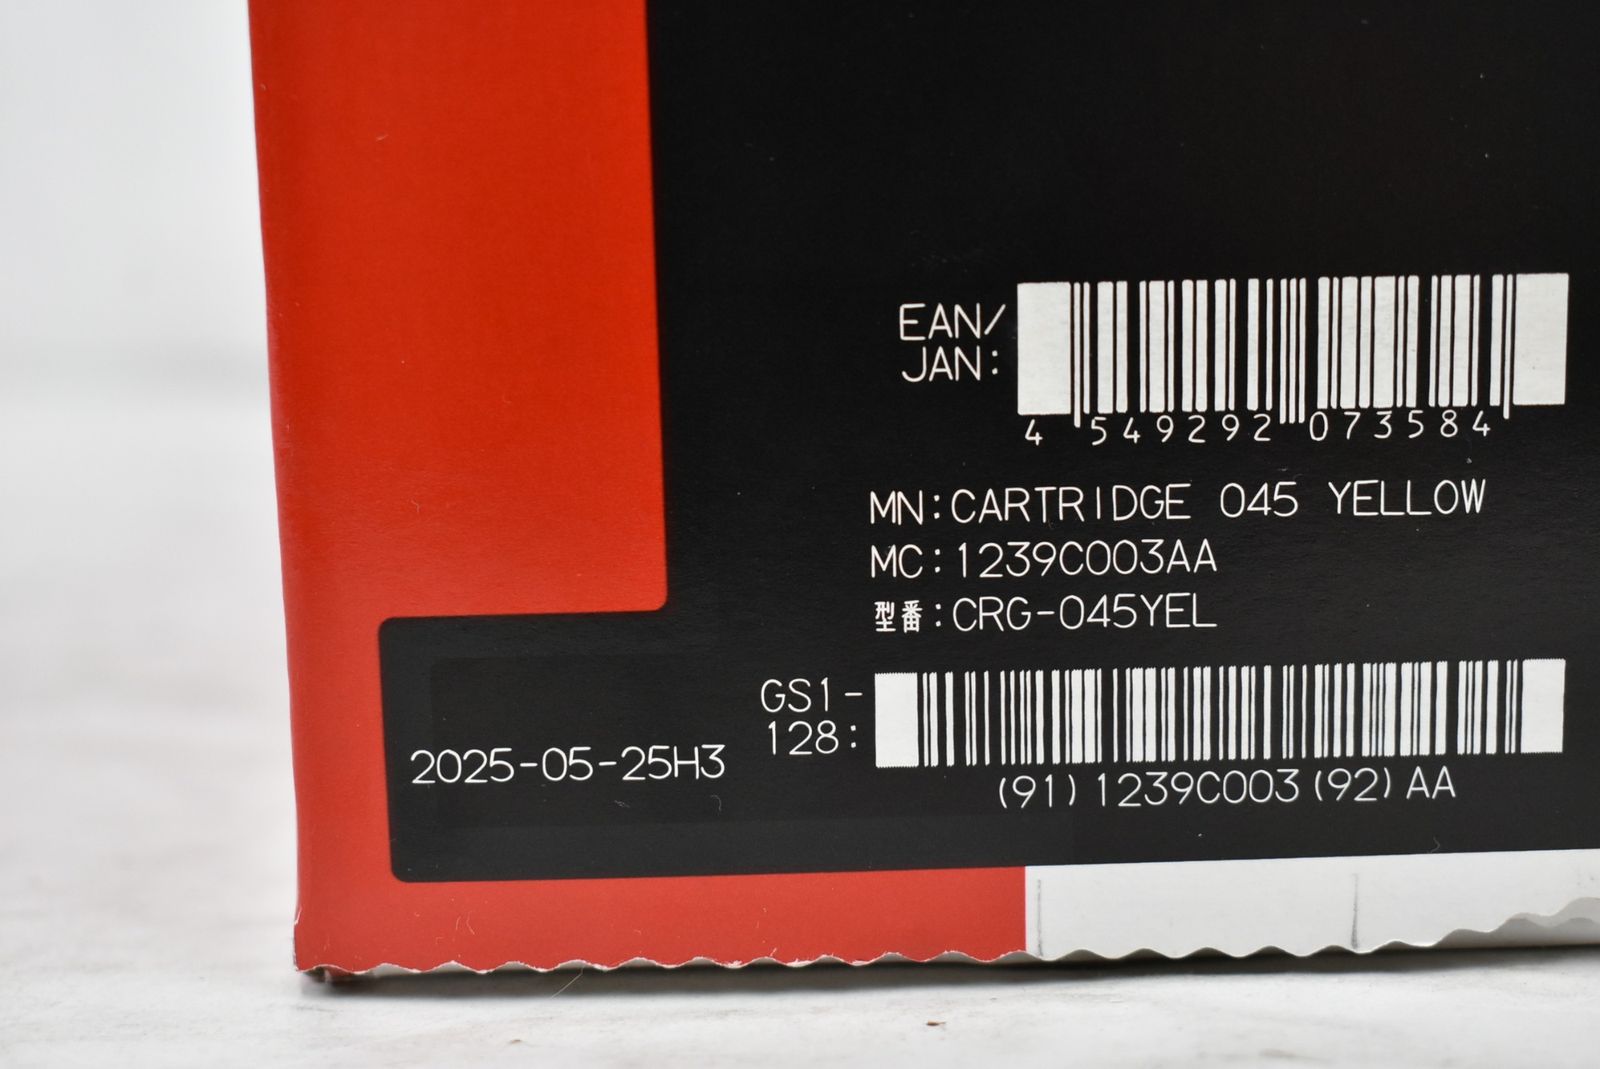 EAN/
JAN:
4 549292 073584
MN:CARTRIDGE 045 YELLOW
MC:1239C003AA
型番:CRG-045YEL
GS1-
128:
(91)1239C003(92)AA
2025-05-25H3